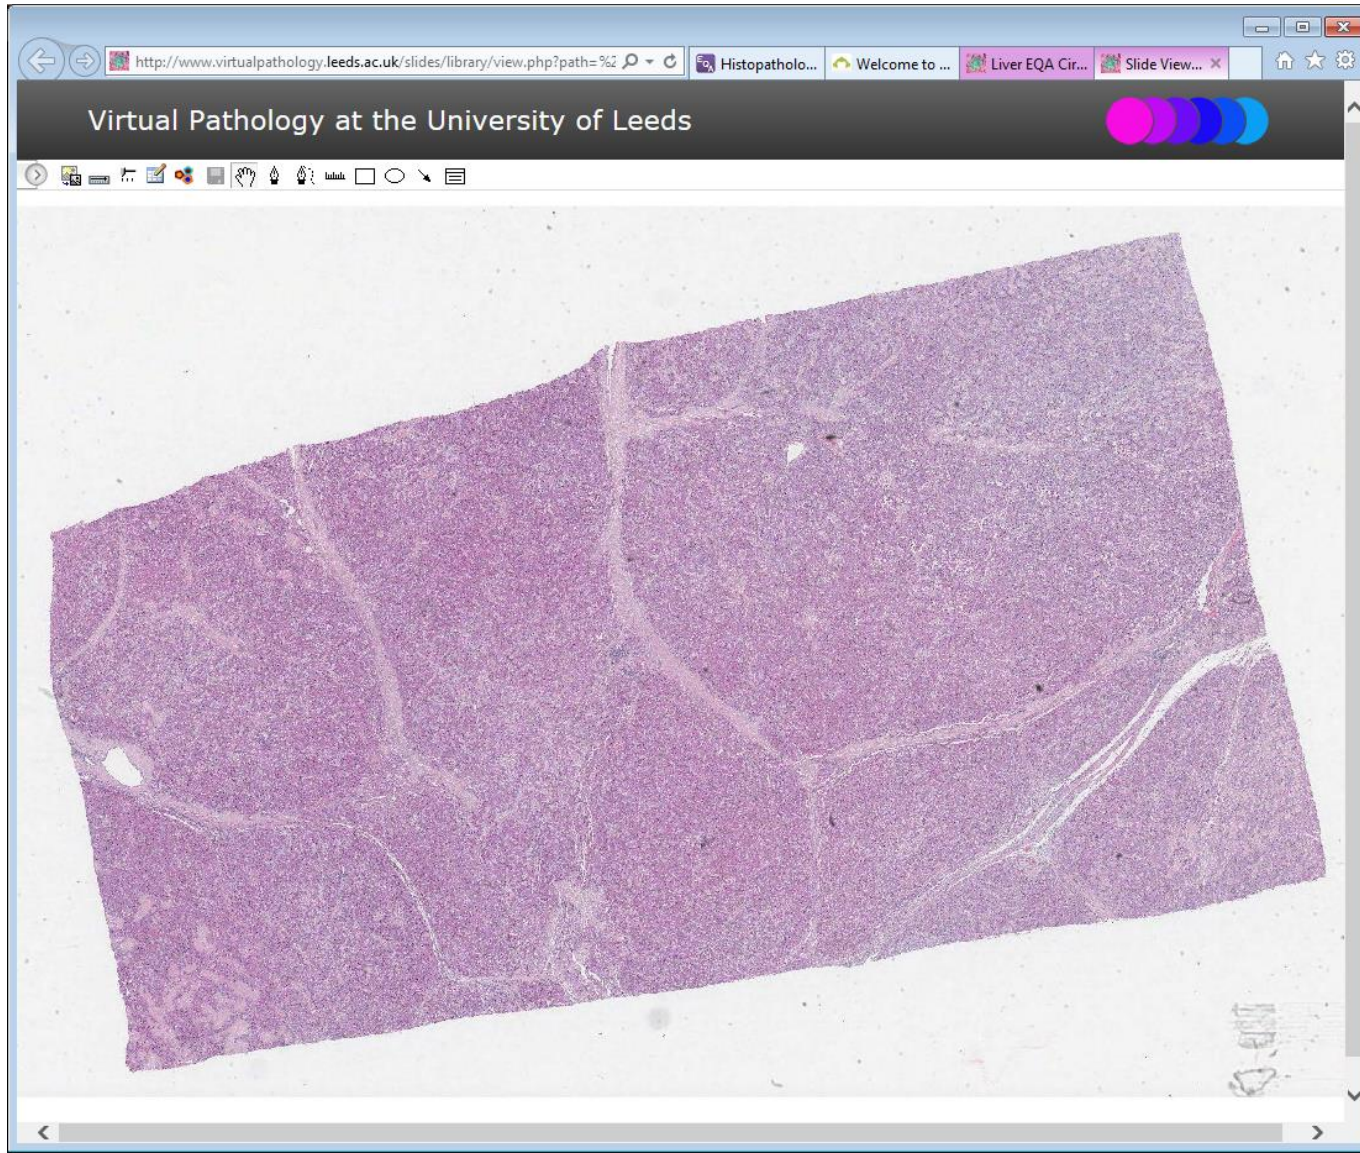 http://www.virtualpathology.leeds.ac.uk/slides/library/view.php?path=%2
Histopatholo...
Welcome to ...
Liver EQA Cir...
Slide View...
Virtual Pathology at the University of Leeds